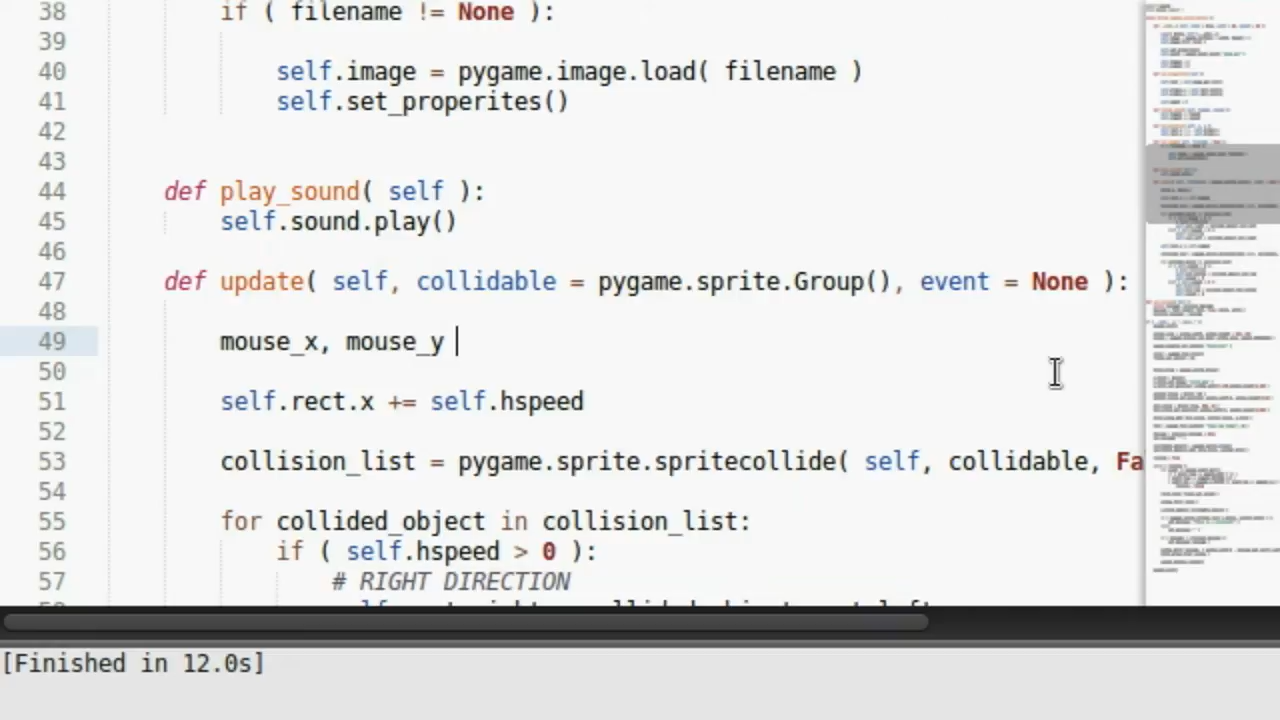 38 if ( filename != None ):
39
40 self.image = pygame.image.load( filename )
41 self.set_properites()
42
43
44 def play_sound( self ):
45 self.sound.play()
46
47 def update( self, collidable = pygame.sprite.Group(), event = None ):
48
49 mouse_x, mouse_y
50
51 self.rect.x += self.hspeed
52
53 collision_list = pygame.sprite.spritecollide( self, collidable, Fa
54
55 for collided_object in collision_list:
56 if ( self.hspeed > 0 ):
57 # RIGHT DIRECTION
[Finished in 12.0s]